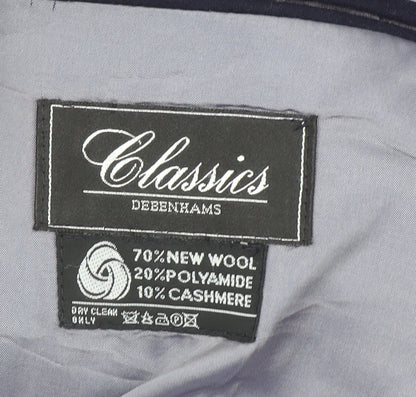 Classics
DEBENHAMS
70% NEW WOOL
20% POLYAMIDE
10% CASHMERE
DRY CLEAN
ONLY